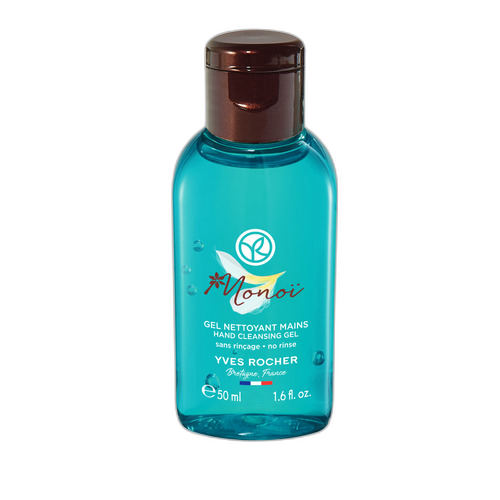 Monoï
GEL NETTOYANT MAINS
HAND CLEANSING GEL
sans rinçage • no rinse
YVES ROCHER
Bretagne, France
℮50 ml 1.6 fl. oz.